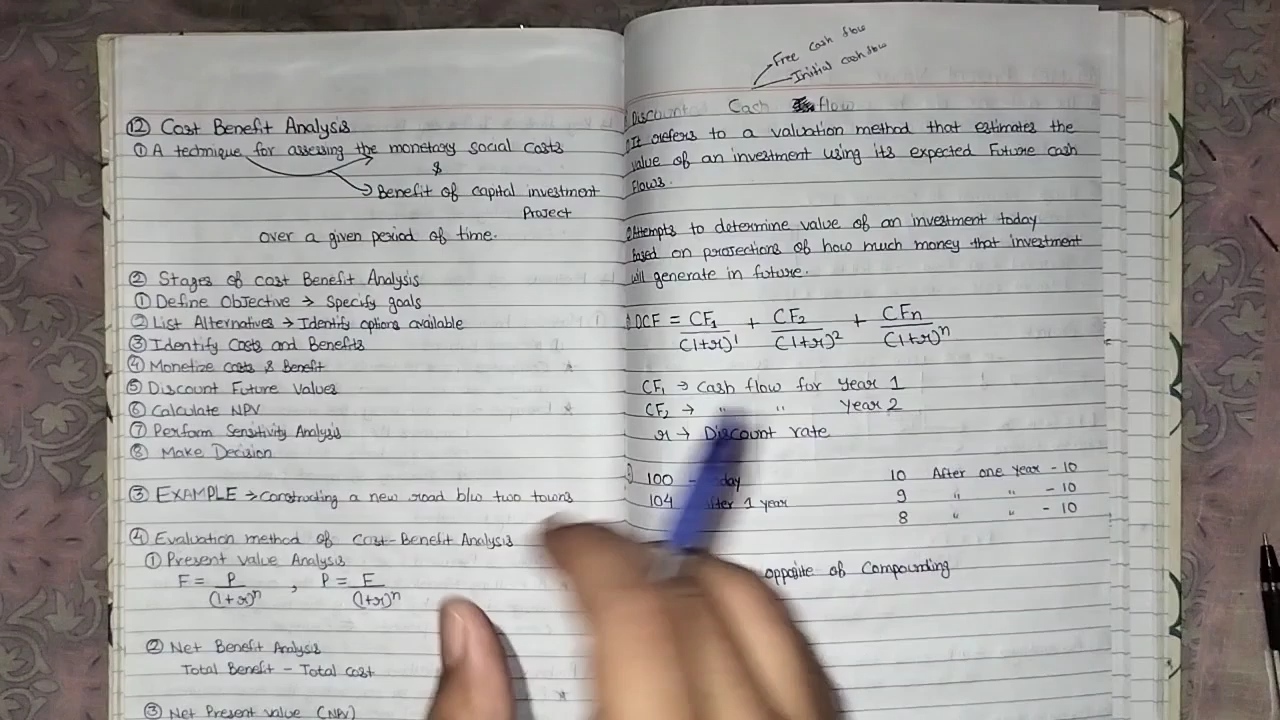 ⑫ Cost Benefit Analysis
① A technique for assessing the monetary social costs
&
→ Benefit of capital investment
Project
over a given period of time.
② Stages of cost Benefit Analysis
① Define Objective → Specify goals
② List Alternatives → Identify options available
③ Identify Costs and Benefits
④ Monetize costs & Benefit
⑤ Discount Future Values
⑥ Calculate NPV
⑦ Perform Sensitivity Analysis
⑧ Make Decision
③ EXAMPLE → Constructing a new road b/w two towns
④ Evaluation method of Cost-Benefit Analysis
① Present value Analysis
F = P/(1+r)^n , P = F/(1+r)^n
② Net Benefit Analysis
Total Benefit - Total cost
③ Net Present value (NPV)
Free cash flow
Initial cashflow
Discount Cash flow
It refers to a valuation method that estimates the
value of an investment using its expected Future cash
flows.
Attempts to determine value of an investment today
based on projections of how much money that investment
will generate in future.
DCF = CF₁/(1+r)^1 + CF₂/(1+r)^2 + CFn/(1+r)^n
CF₁ → Cash flow for year 1
CF₂ → " " Year 2
r → Discount rate
100 - 10 After one year - 10
104 After 1 year 9 " " - 10
8 " " - 10
opposite of Compounding